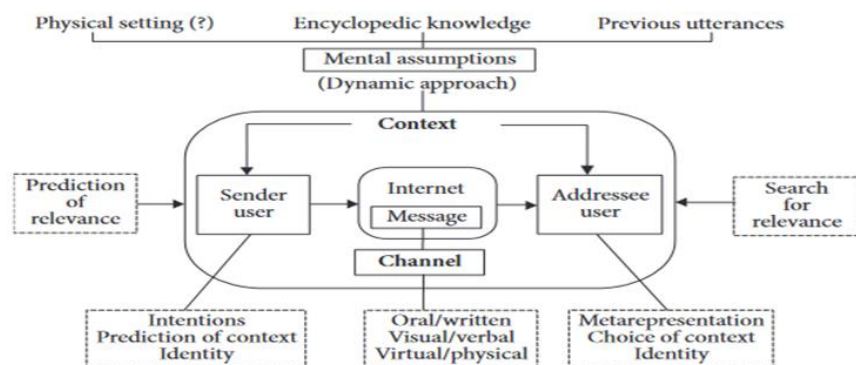 Physical setting (?) Encyclopedic knowledge Previous utterances
Mental assumptions
(Dynamic approach)
Context
Prediction
of
relevance
Sender
user
Internet
Message
Addressee
user
Search
for
relevance
Channel
Intentions
Prediction of context
Identity
Oral/written
Visual/verbal
Virtual/physical
Metarepresentation
Choice of context
Identity